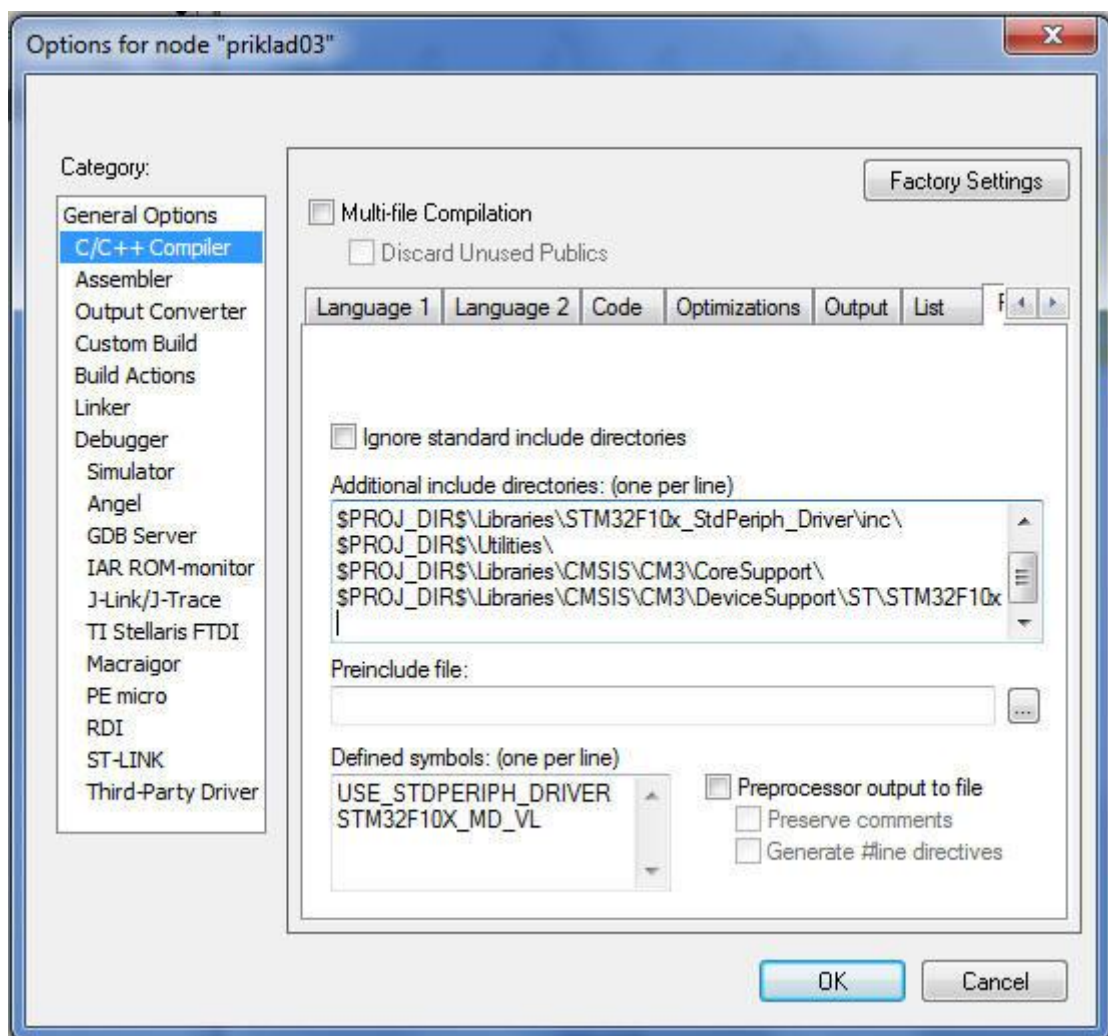 Options for node "priklad03"
Category:
General Options
C/C++ Compiler
Assembler
Output Converter
Custom Build
Build Actions
Linker
Debugger
Simulator
Angel
GDB Server
IAR ROM-monitor
J-Link/J-Trace
TI Stellaris FTDI
Macraigor
PE micro
RDI
ST-LINK
Third-Party Driver
Factory Settings
Multi-file Compilation
Discard Unused Publics
Language 1 Language 2 Code Optimizations Output List
Ignore standard include directories
Additional include directories: (one per line)
$PROJ_DIR$\Libraries\STM32F10x_StdPeriph_Driver\inc\
$PROJ_DIR$\Utilities\
$PROJ_DIR$\Libraries\CMSIS\CM3\CoreSupport\
$PROJ_DIR$\Libraries\CMSIS\CM3\DeviceSupport\ST\STM32F10x
Preinclude file:
...
Defined symbols: (one per line)
USE_STDPERIPH_DRIVER
STM32F10X_MD_VL
Preprocessor output to file
Preserve comments
Generate #line directives
OK Cancel